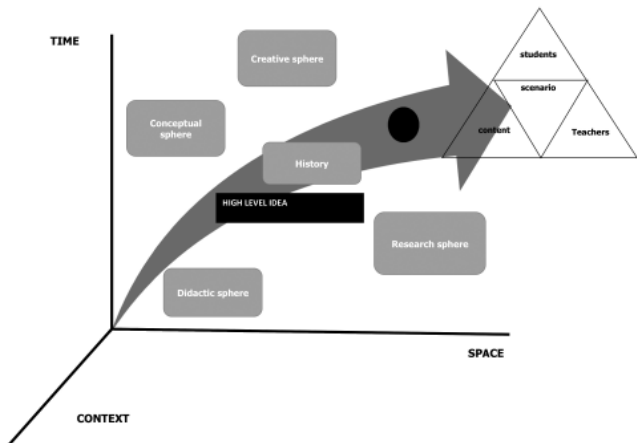 TIME
Creative sphere
students
scenario
Conceptual
sphere
content
Teachers
History
HIGH LEVEL IDEA
Research sphere
Didactic sphere
SPACE
CONTEXT